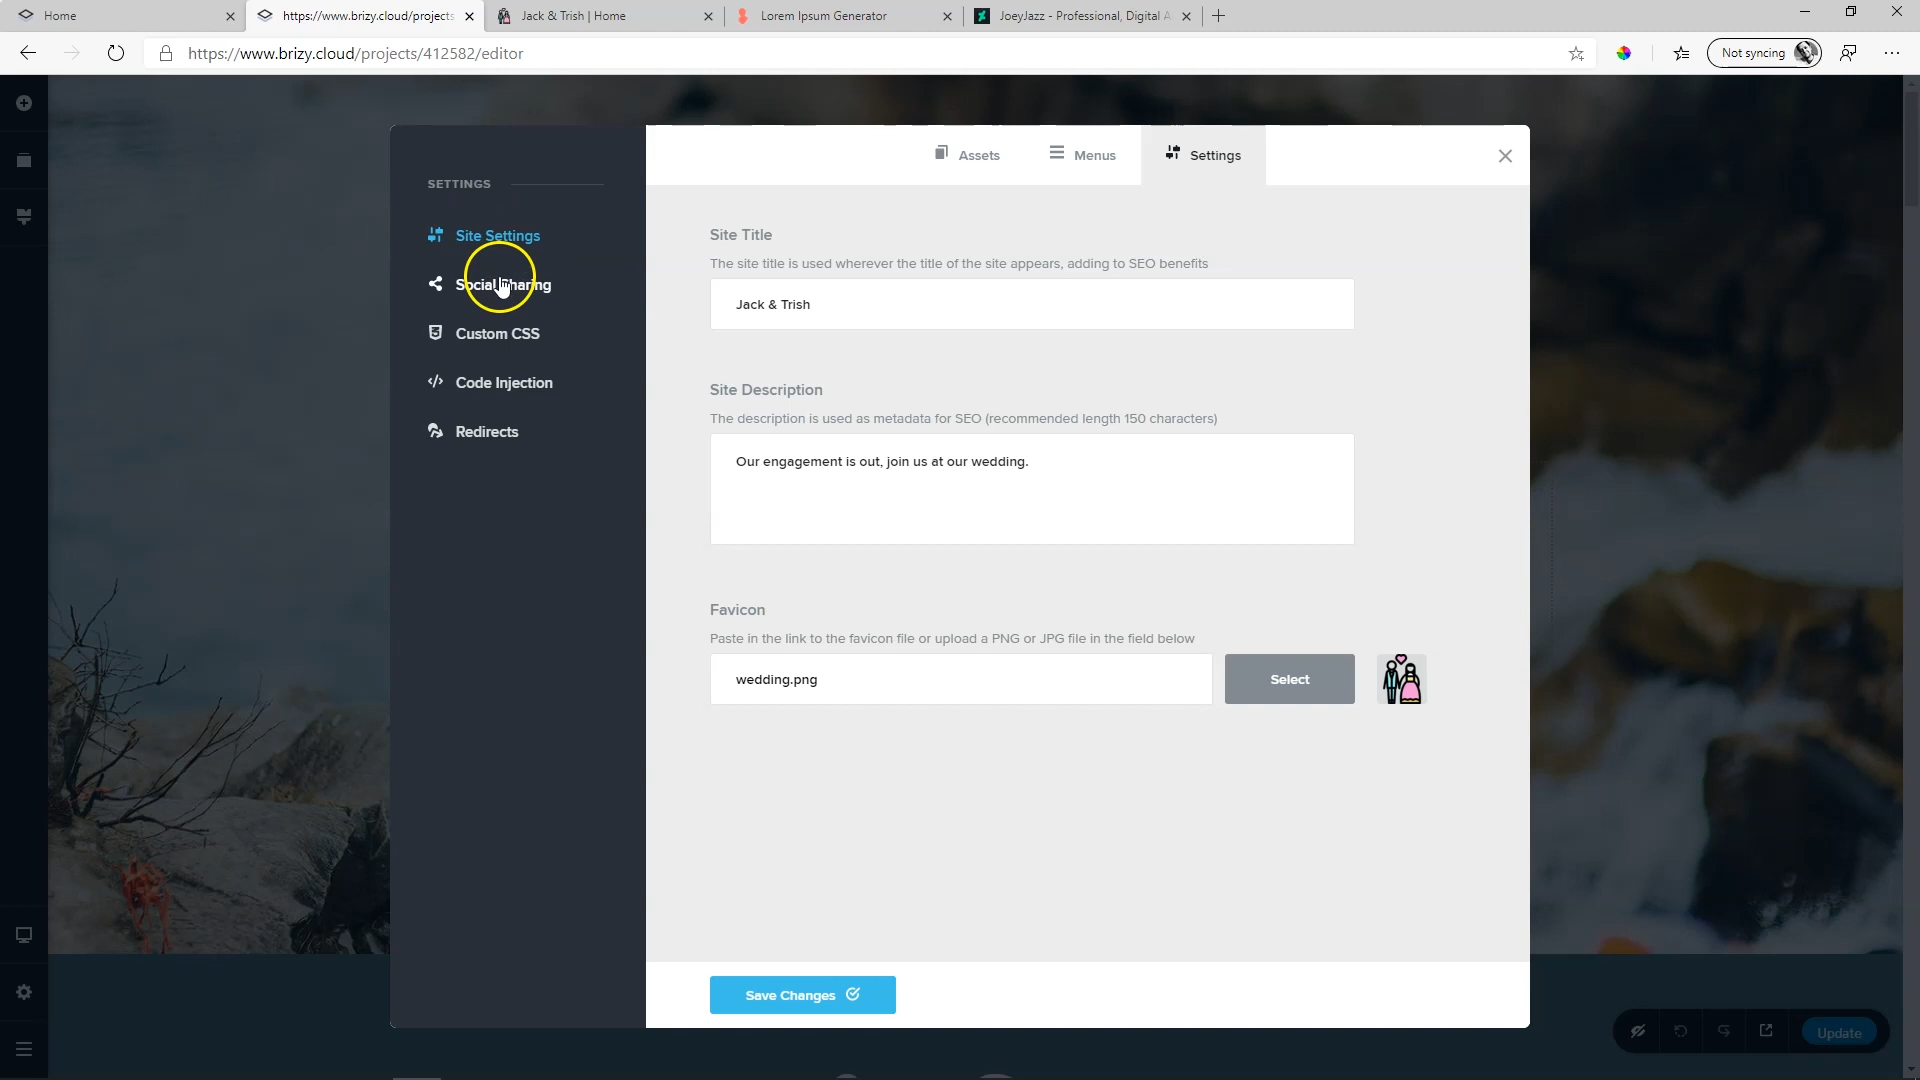 Home
https://www.brizy.cloud/projects
Jack & Trish | Home
Lorem Ipsum Generator
JoeyJazz - Professional, Digital A
https://www.brizy.cloud/projects/412582/editor
Not syncing
Assets
Menus
Settings
SETTINGS
Site Settings
Social Sharing
Custom CSS
Code Injection
Redirects
Site Title
The site title is used wherever the title of the site appears, adding to SEO benefits
Jack & Trish
Site Description
The description is used as metadata for SEO (recommended length 150 characters)
Our engagement is out, join us at our wedding.
Favicon
Paste in the link to the favicon file or upload a PNG or JPG file in the field below
wedding.png
Select
Save Changes
Update